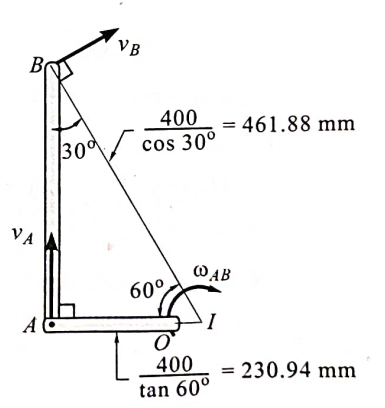 v_B
B
400
cos 30°
= 461.88 mm
30°
v_A
60°
ω_AB
A
O
I
400
tan 60°
= 230.94 mm